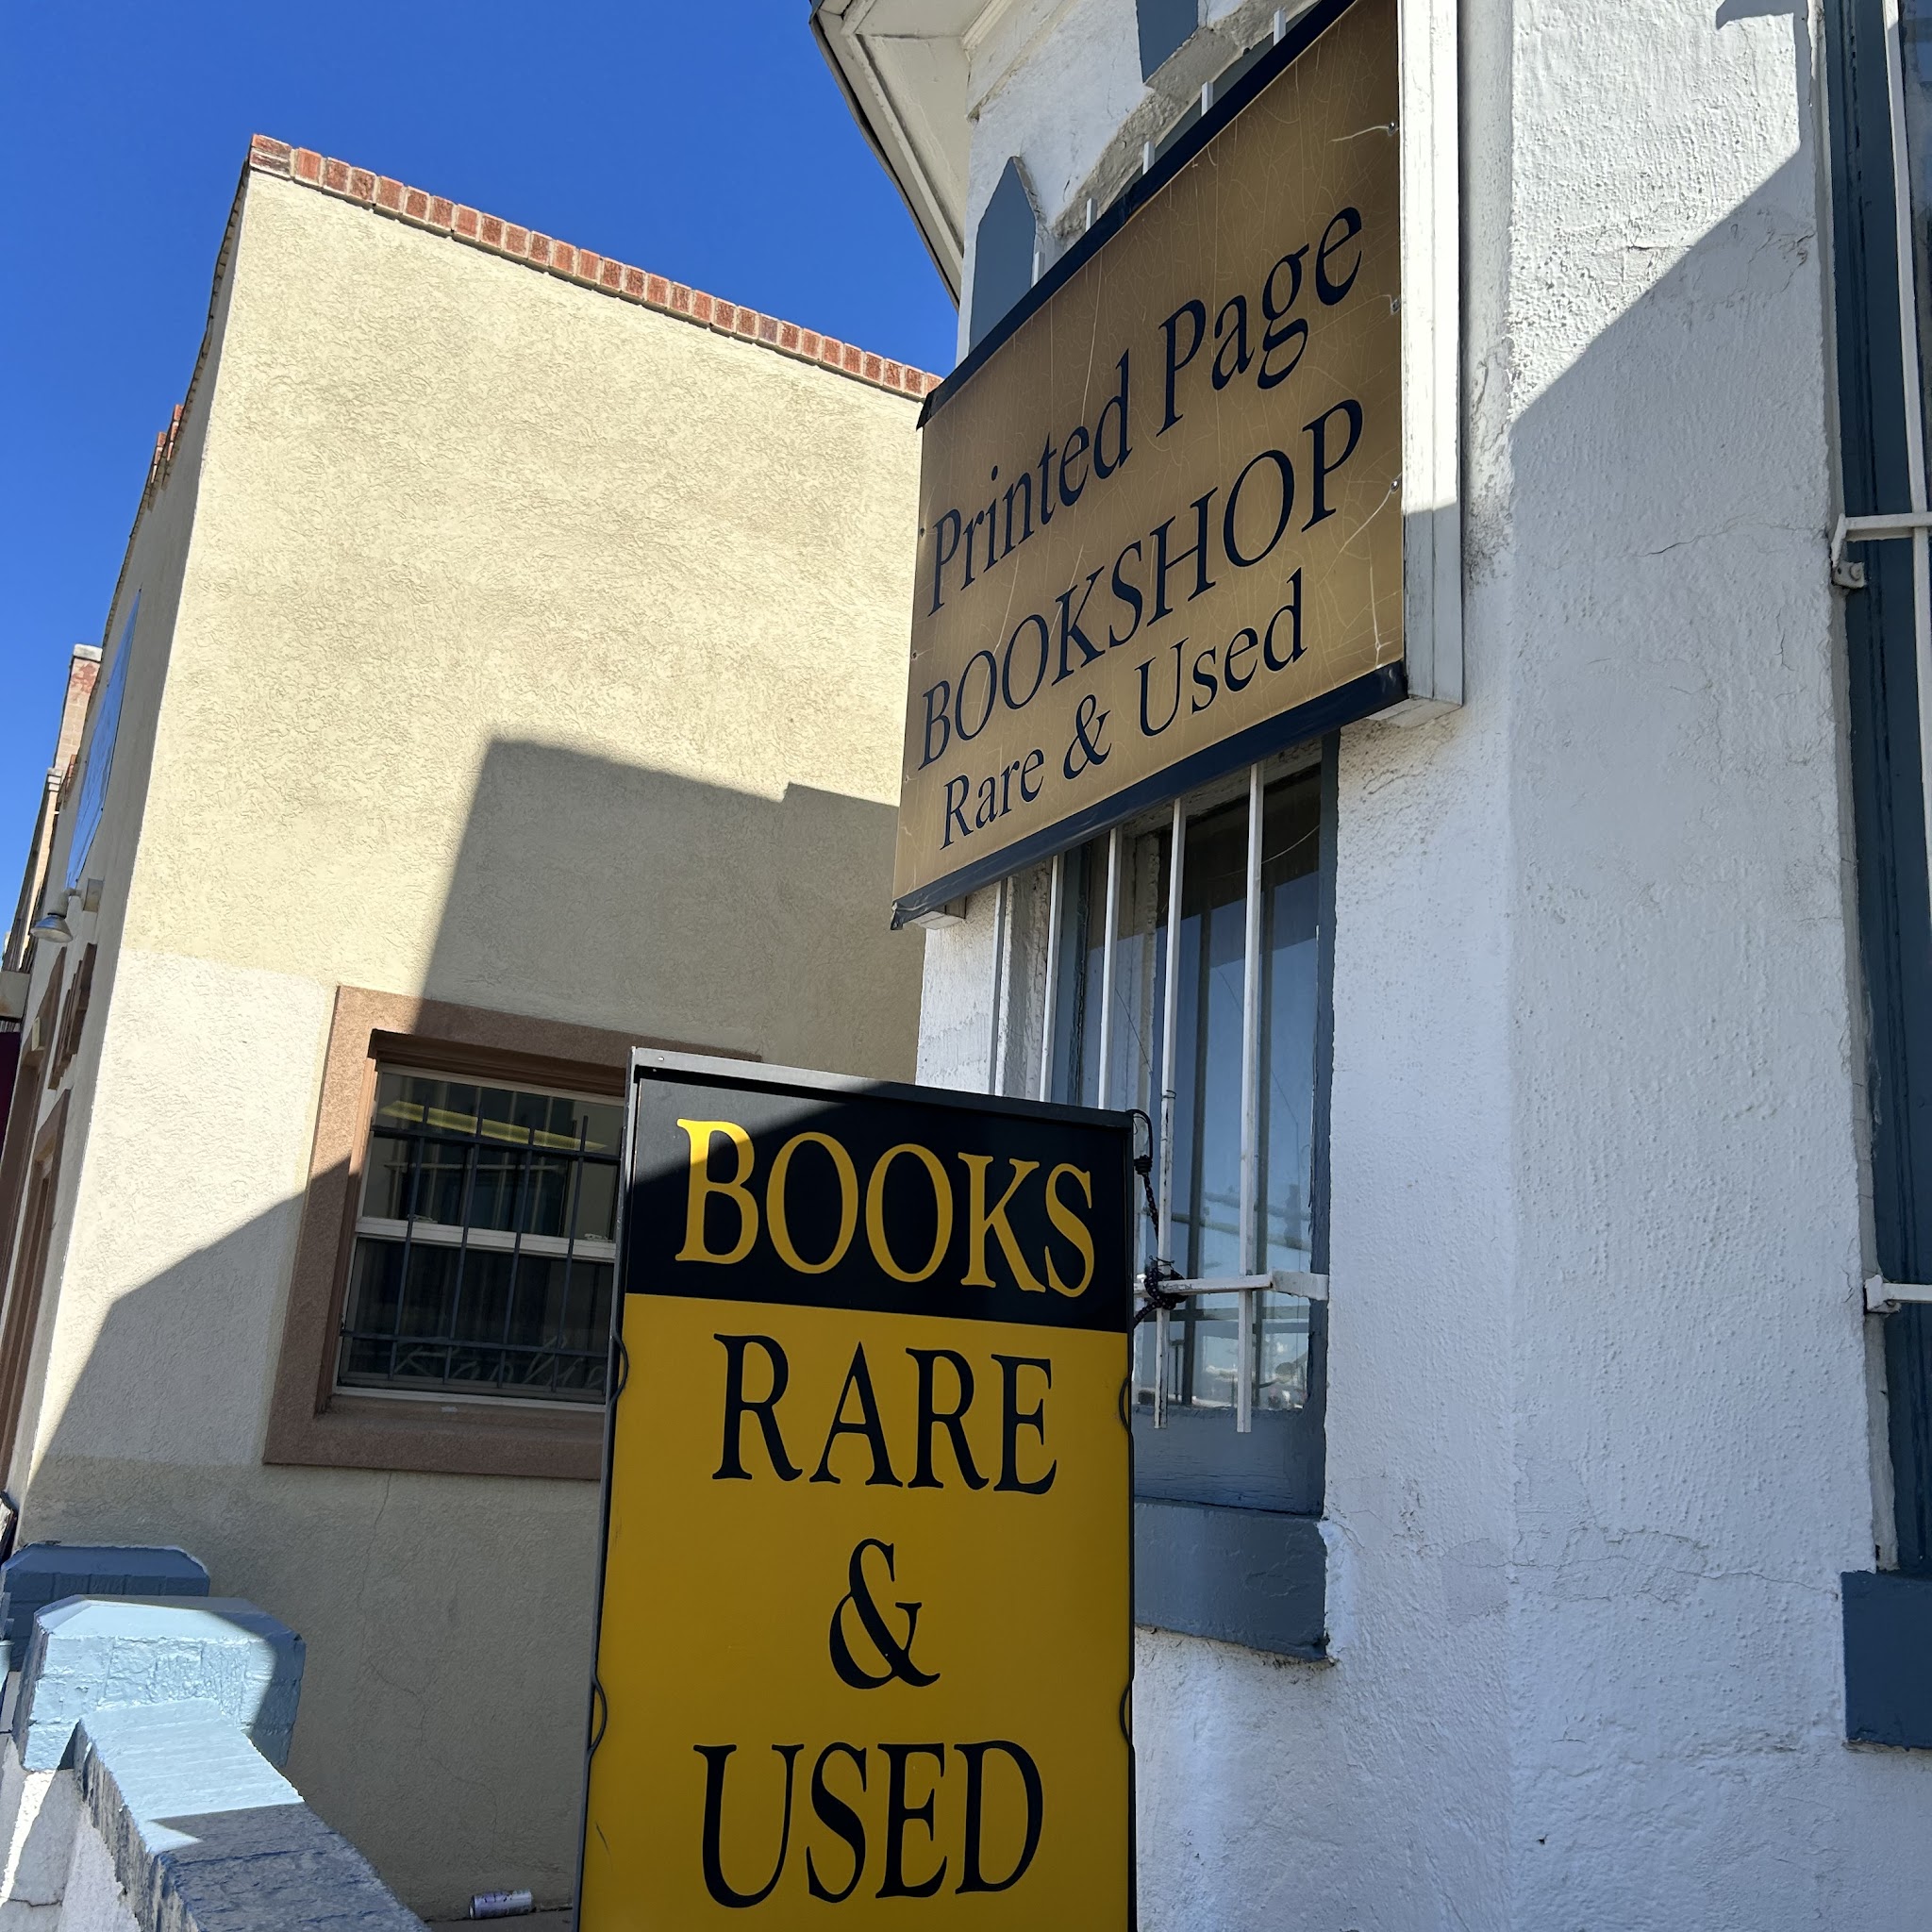 Printed Page
BOOKSHOP
Rare & Used
BOOKS
RARE
&
USED